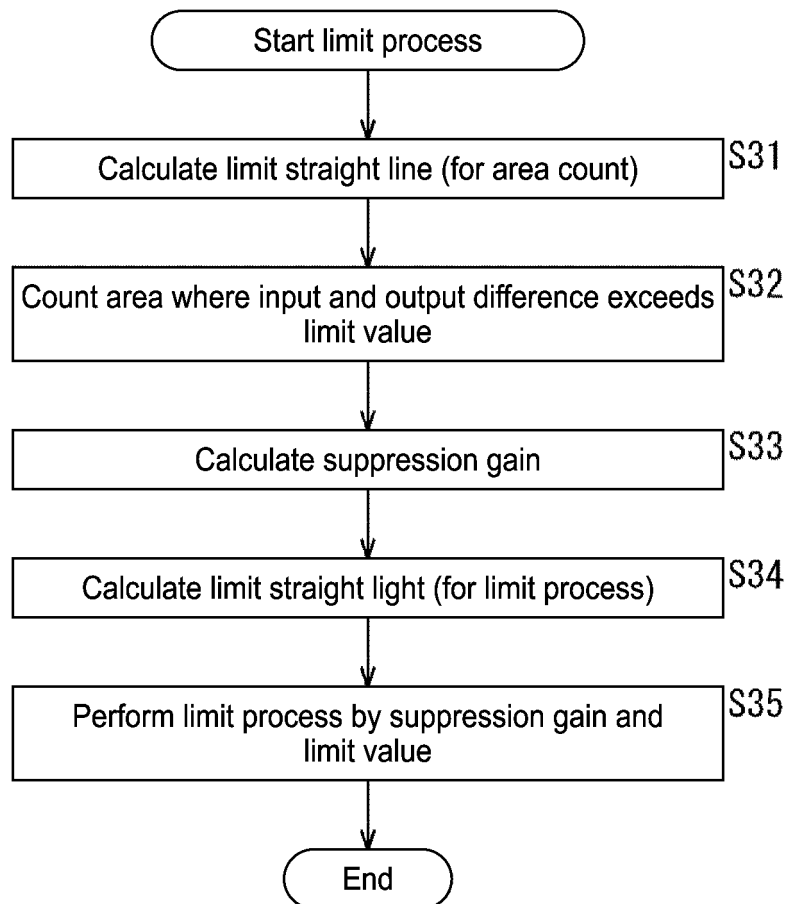 Start limit process
S31
Calculate limit straight line (for area count)
S32
Count area where input and output difference exceeds
limit value
S33
Calculate suppression gain
S34
Calculate limit straight light (for limit process)
S35
Perform limit process by suppression gain and
limit value
End